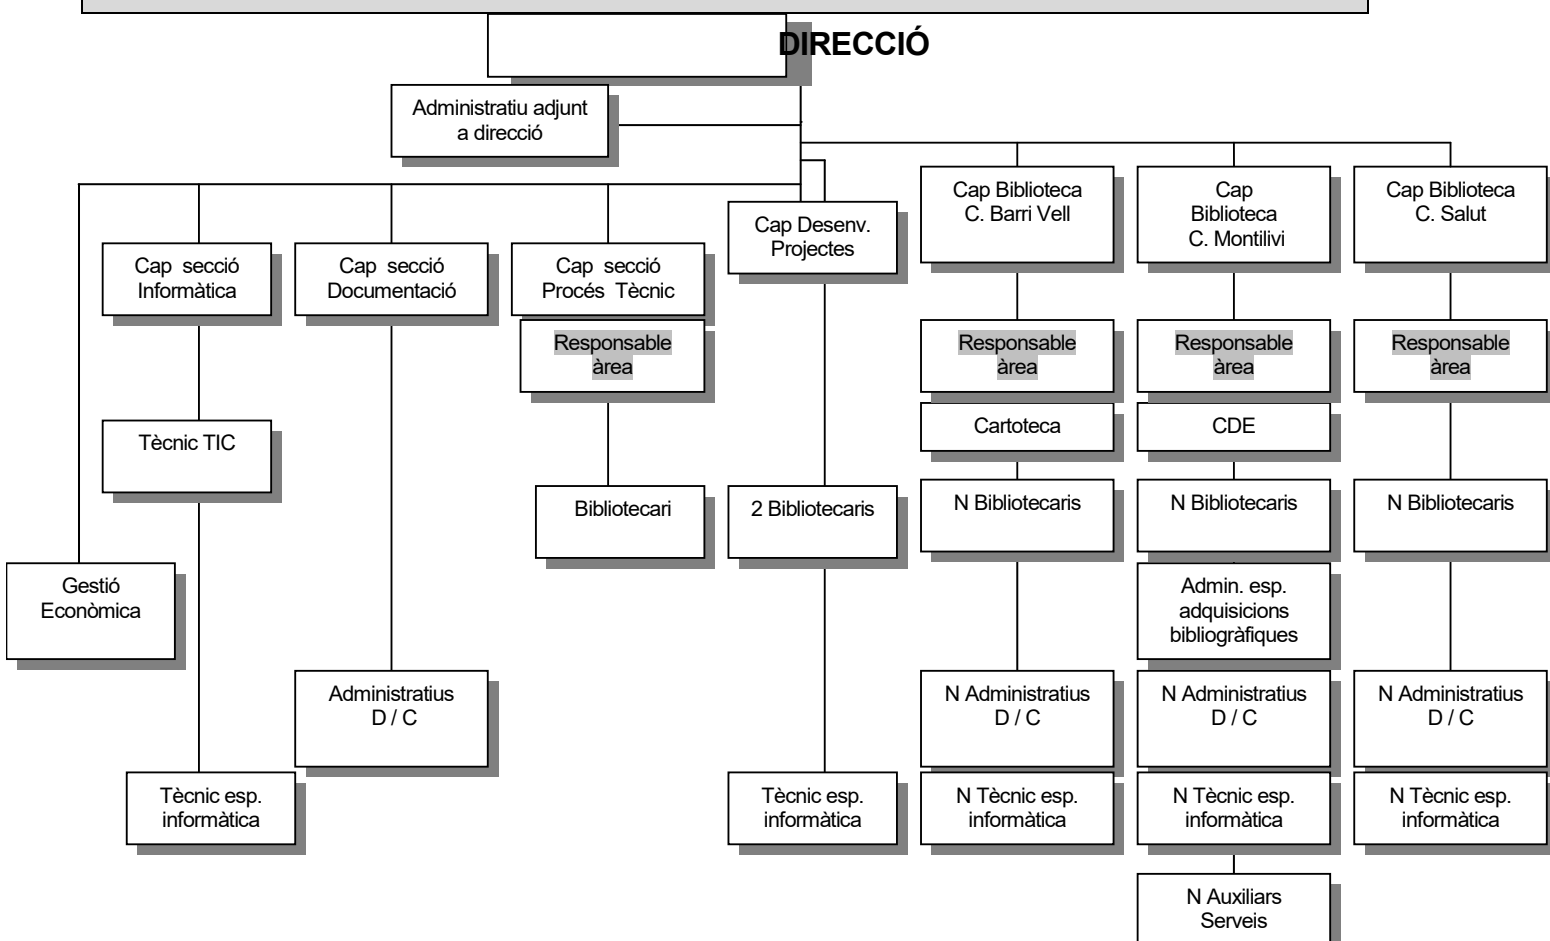 DIRECCIÓ
Administratiu adjunt
a direcció
Cap Biblioteca
C. Barri Vell
Cap
Biblioteca
C. Montilivi
Cap Biblioteca
C. Salut
Cap Desenv.
Projectes
Cap secció
Informàtica
Cap secció
Documentació
Cap secció
Procés Tècnic
Responsable
àrea
Responsable
àrea
Responsable
àrea
Responsable
àrea
Cartoteca
CDE
Tècnic TIC
Bibliotecari
2 Bibliotecaris
N Bibliotecaris
N Bibliotecaris
N Bibliotecaris
Gestió
Econòmica
Admin. esp.
adquisicions
bibliogràfiques
Administratius
D / C
N Administratius
D / C
N Administratius
D / C
N Administratius
D / C
Tècnic esp.
informàtica
Tècnic esp.
informàtica
N Tècnic esp.
informàtica
N Tècnic esp.
informàtica
N Tècnic esp.
informàtica
N Auxiliars
Serveis